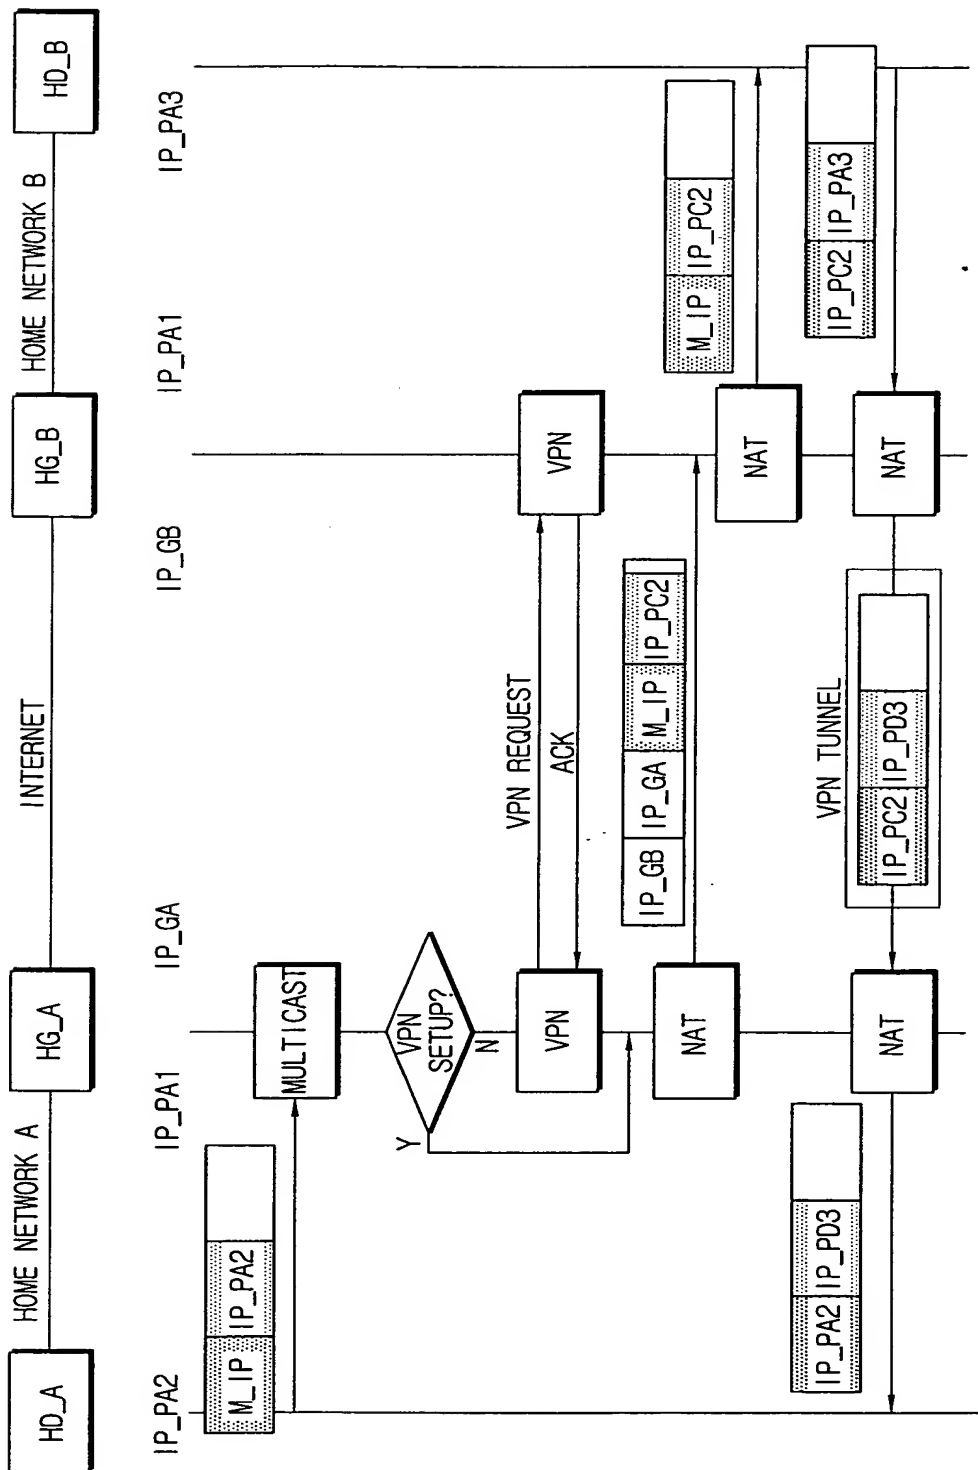 HD_A
HOME NETWORK A
HG_A
INTERNET
HG_B
HOME NETWORK B
HD_B
IP_PA2
IP_PA1
IP_GA
IP_GB
IP_PA1
IP_PA3
M_IP IP_PA2
MULTICAST
VPN SETUP?
Y
N
VPN
VPN REQUEST
ACK
VPN
IP_GB IP_GA M_IP IP_PC2
NAT
NAT
M_IP IP_PC2
IP_PC2 IP_PA3
NAT
VPN TUNNEL
IP_PC2 IP_PD3
NAT
IP_PA2 IP_PD3